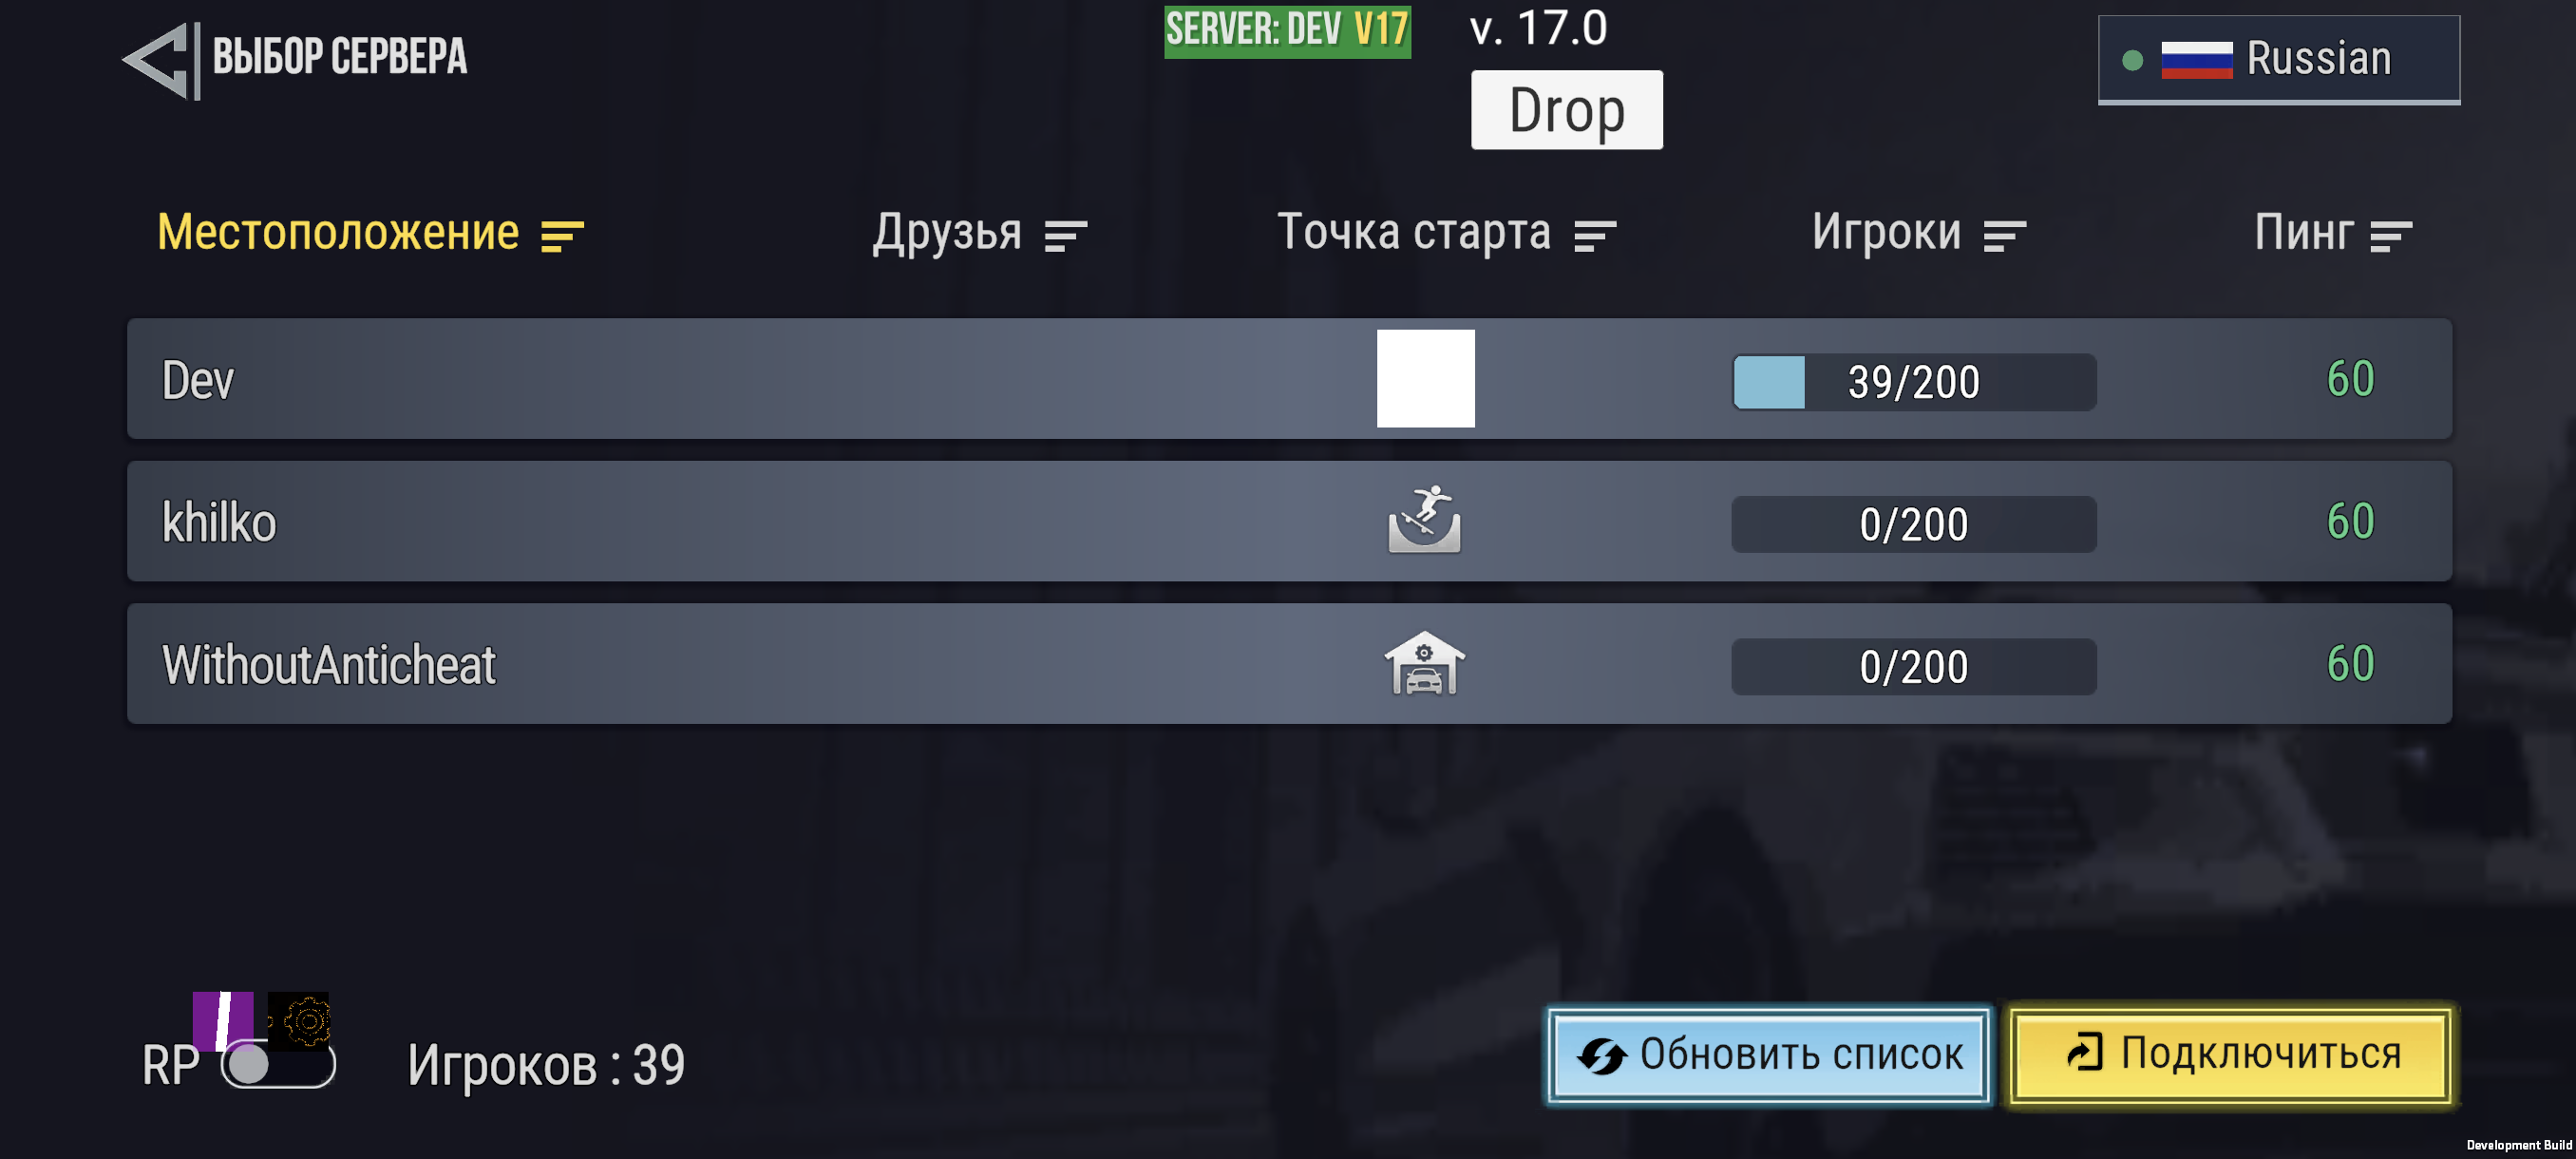 ВЫБОР СЕРВЕРА
SERVER: DEV V17
v. 17.0
Drop
Russian
Местоположение Друзья Точка старта Игроки Пинг
Dev 39/200 60
khilko 0/200 60
WithoutAnticheat 0/200 60
RP Игроков : 39 Обновить список Подключиться
Development Build